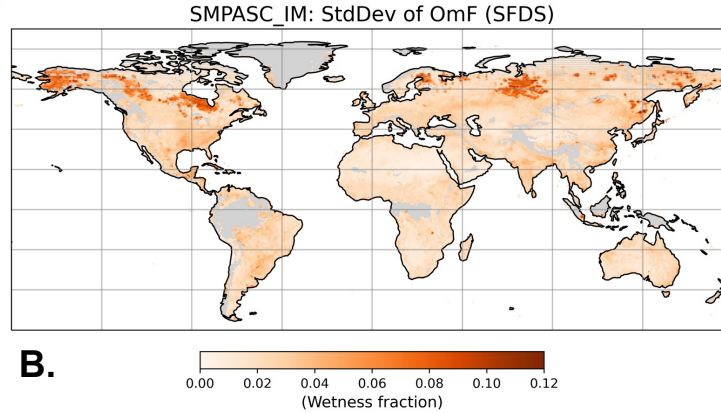 SMPASC_IM: StdDev of OmF (SFDS)
B.
0.00 0.02 0.04 0.06 0.08 0.10 0.12
(Wetness fraction)